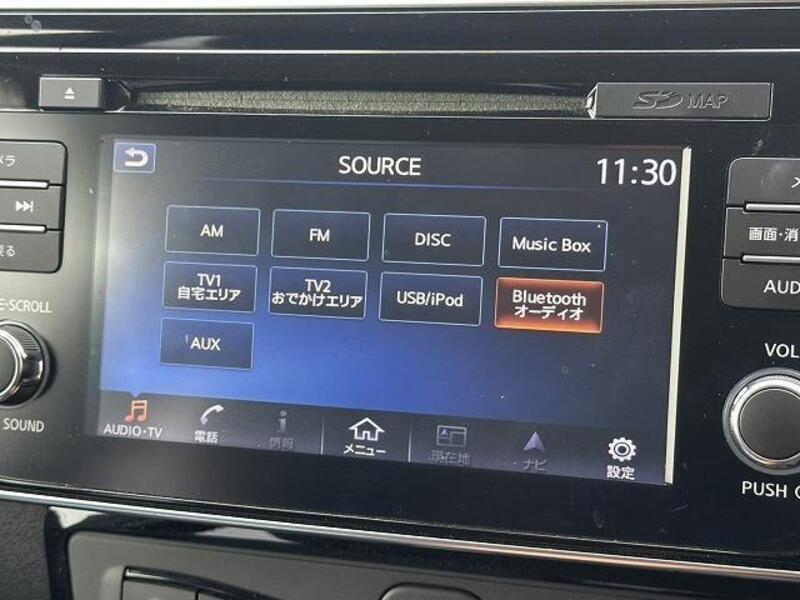 SD MAP
SOURCE
11:30
AM
FM
DISC
Music Box
TV1
自宅エリア
TV2
おでかけエリア
USB/iPod
Bluetooth
オーディオ
AUX
AUDIO・TV
電話
情報
メニュー
現在地
ナビ
設定
E-SCROLL
SOUND
画面・消
AUD
VOL
PUSH